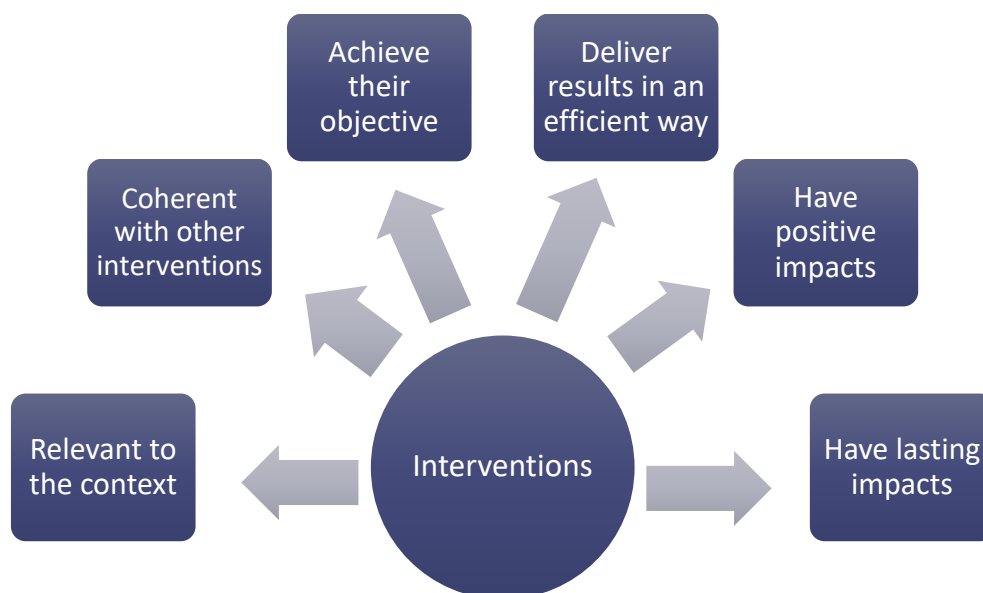 Achieve
their
objective
Deliver
results in an
efficient way
Coherent
with other
interventions
Have
positive
impacts
Relevant to
the context
Interventions
Have lasting
impacts